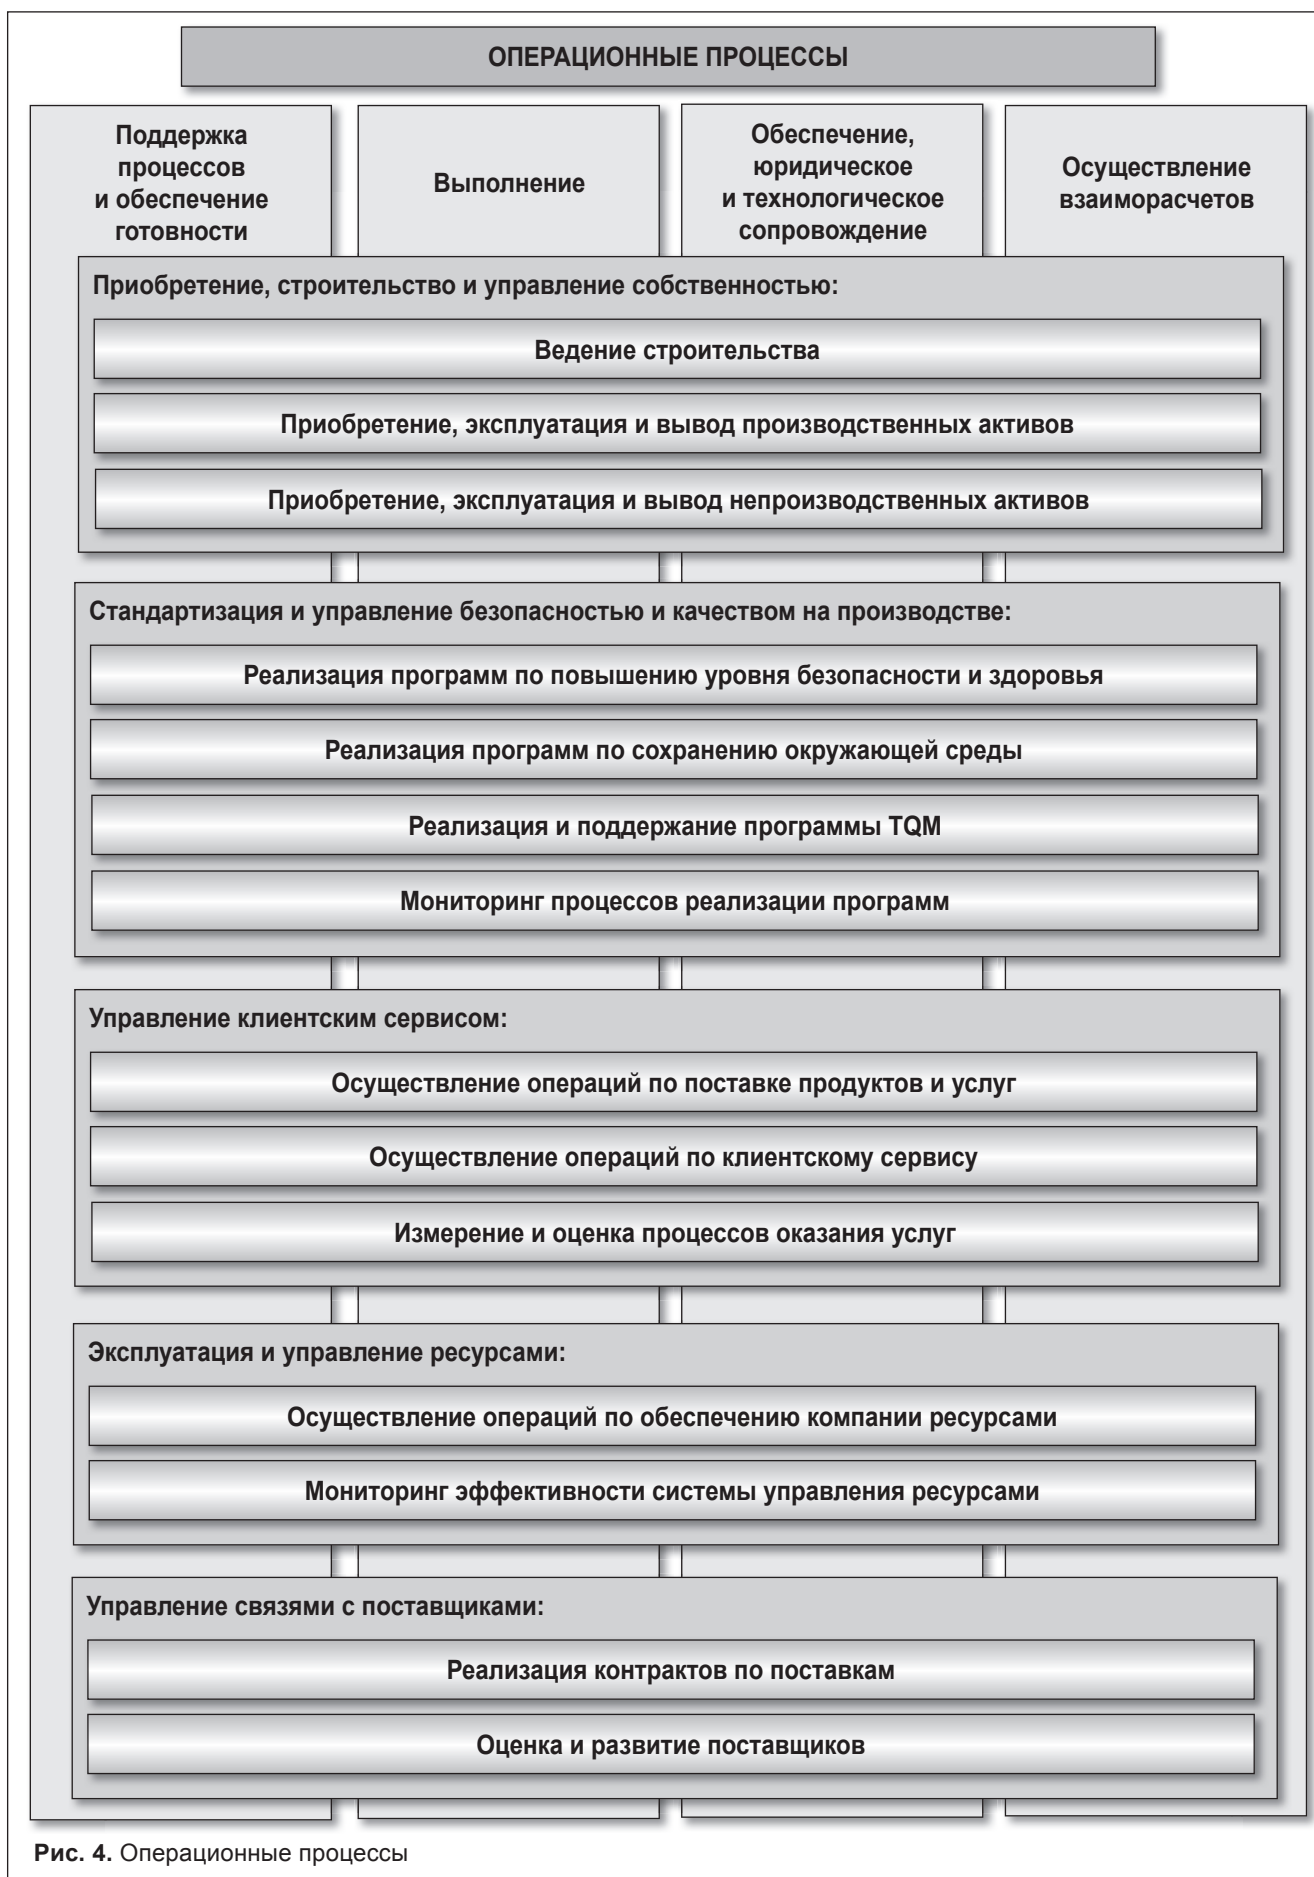 ОПЕРАЦИОННЫЕ ПРОЦЕССЫ
Поддержка
процессов
и обеспечение
готовности
Выполнение
Обеспечение,
юридическое
и технологическое
сопровождение
Осуществление
взаиморасчетов
Приобретение, строительство и управление собственностью:
Ведение строительства
Приобретение, эксплуатация и вывод производственных активов
Приобретение, эксплуатация и вывод непроизводственных активов
Стандартизация и управление безопасностью и качеством на производстве:
Реализация программ по повышению уровня безопасности и здоровья
Реализация программ по сохранению окружающей среды
Реализация и поддержание программы TQM
Мониторинг процессов реализации программ
Управление клиентским сервисом:
Осуществление операций по поставке продуктов и услуг
Осуществление операций по клиентскому сервису
Измерение и оценка процессов оказания услуг
Эксплуатация и управление ресурсами:
Осуществление операций по обеспечению компании ресурсами
Мониторинг эффективности системы управления ресурсами
Управление связями с поставщиками:
Реализация контрактов по поставкам
Оценка и развитие поставщиков
Рис. 4. Операционные процессы